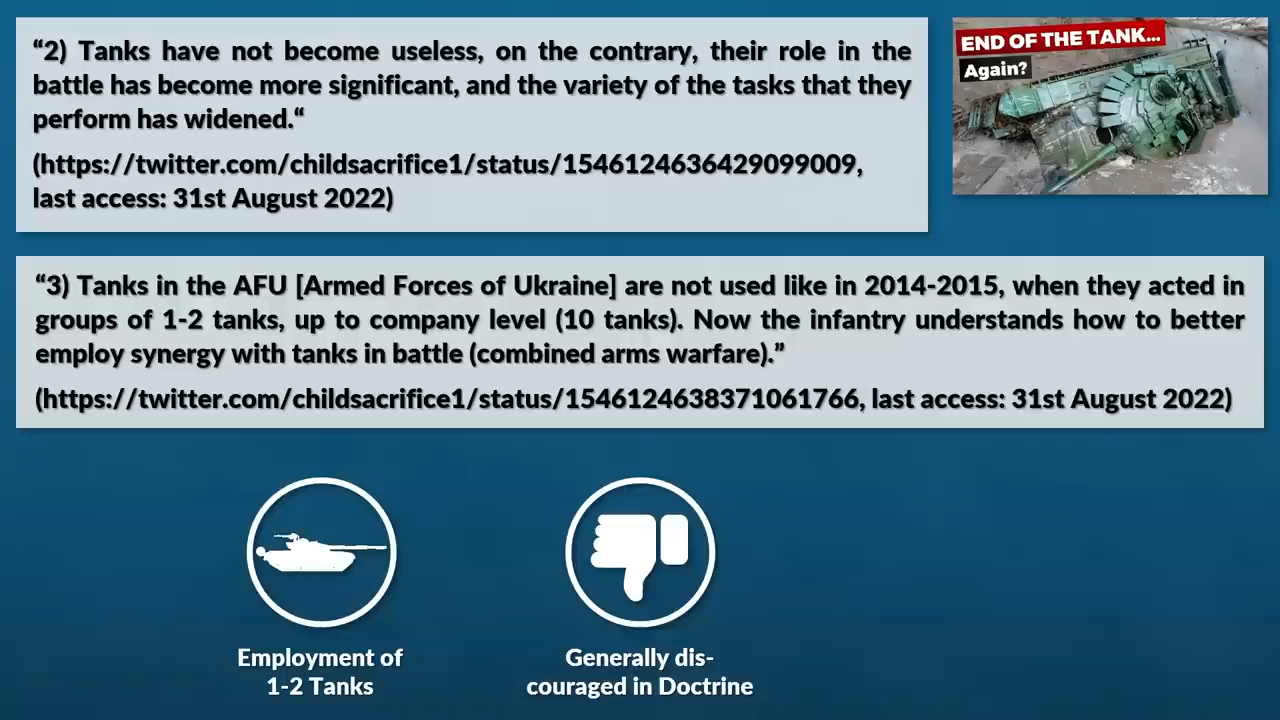 “2) Tanks have not become useless, on the contrary, their role in the
battle has become more significant, and the variety of the tasks that they
perform has widened.“
(https://twitter.com/childsacrifice1/status/1546124636429099009,
last access: 31st August 2022)
END OF THE TANK...
Again?
“3) Tanks in the AFU [Armed Forces of Ukraine] are not used like in 2014-2015, when they acted in
groups of 1-2 tanks, up to company level (10 tanks). Now the infantry understands how to better
employ synergy with tanks in battle (combined arms warfare).”
(https://twitter.com/childsacrifice1/status/1546124638371061766, last access: 31st August 2022)
Employment of
1-2 Tanks
Generally dis-
couraged in Doctrine